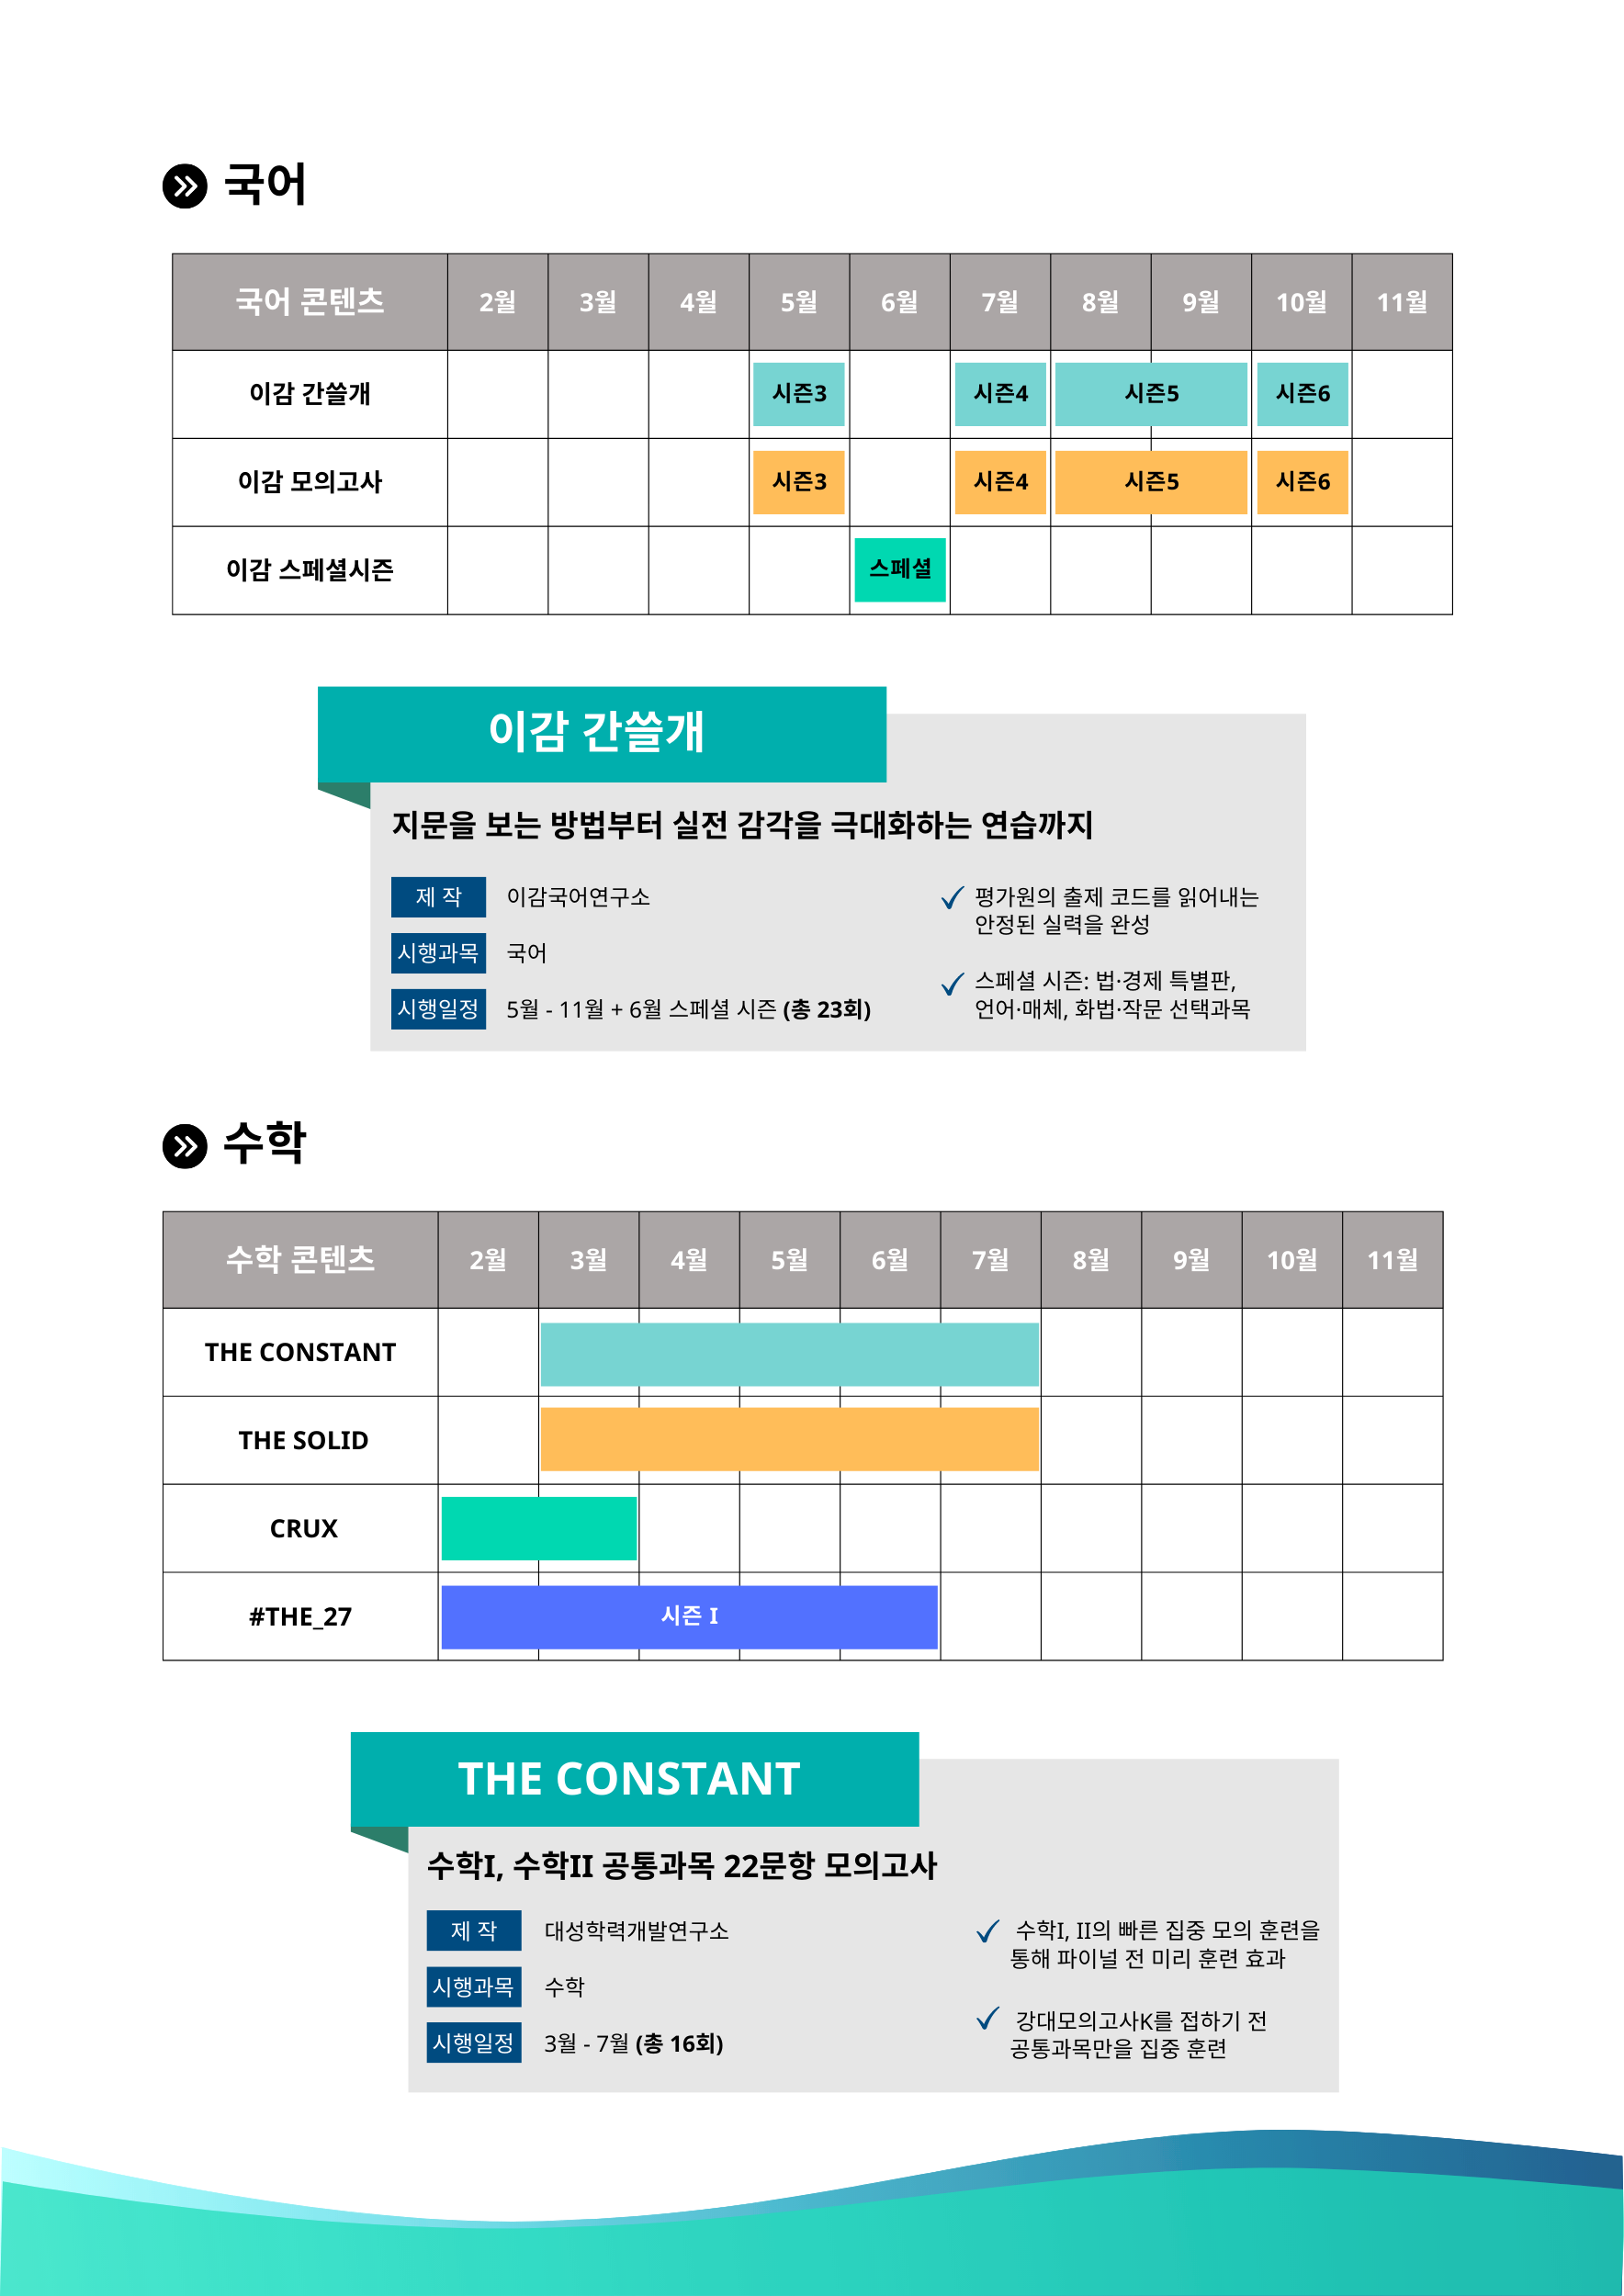 국어
국어 콘텐츠 2월 3월 4월 5월 6월 7월 8월 9월 10월 11월
이감 간쓸개 시즌3 시즌4 시즌5 시즌6
이감 모의고사 시즌3 시즌4 시즌5 시즌6
이감 스페셜시즌 스페셜
이감 간쓸개
지문을 보는 방법부터 실전 감각을 극대화하는 연습까지
제 작 이감국어연구소
시행과목 국어
시행일정 5월 - 11월 + 6월 스페셜 시즌 (총 23회)
평가원의 출제 코드를 읽어내는
안정된 실력을 완성
스페셜 시즌: 법·경제 특별판,
언어·매체, 화법·작문 선택과목
수학
수학 콘텐츠 2월 3월 4월 5월 6월 7월 8월 9월 10월 11월
THE CONSTANT
THE SOLID
CRUX
#THE_27 시즌 I
THE CONSTANT
수학I, 수학II 공통과목 22문항 모의고사
제 작 대성학력개발연구소
시행과목 수학
시행일정 3월 - 7월 (총 16회)
수학I, II의 빠른 집중 모의 훈련을
통해 파이널 전 미리 훈련 효과
강대모의고사K를 접하기 전
공통과목만을 집중 훈련